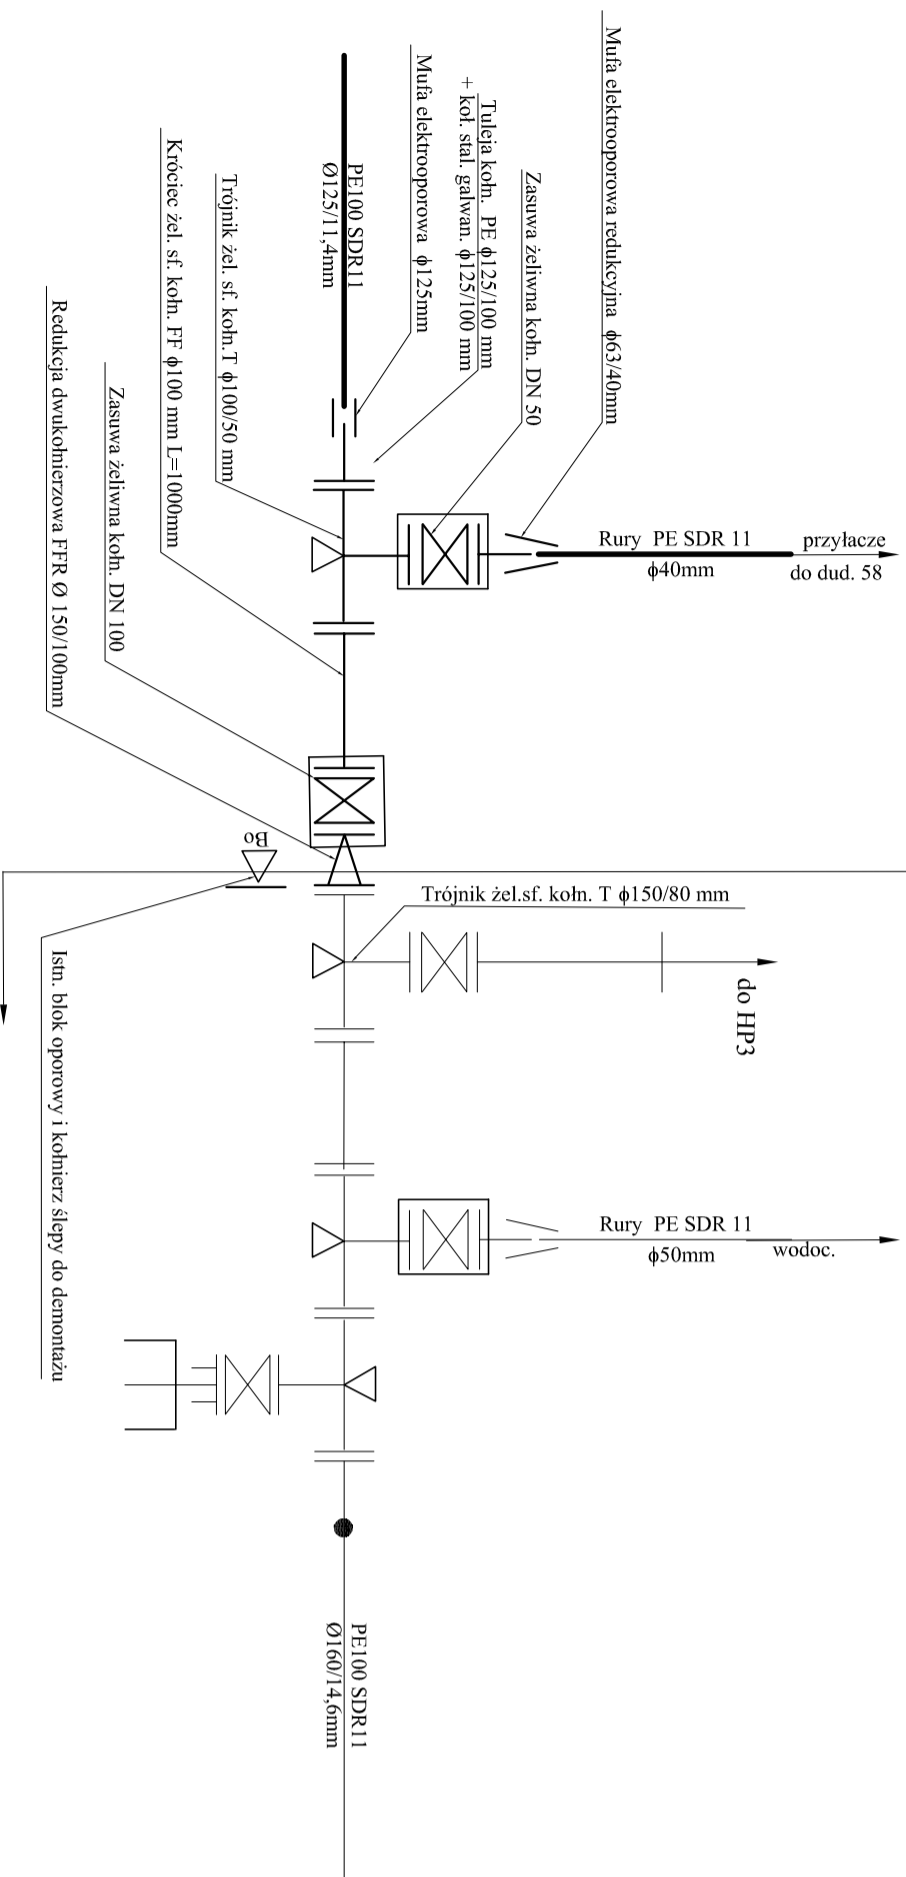 Mufa elektrooporowa redukcyjna ϕ63/40mm
Zasuwa żeliwna kołn. DN 50
Tuleja kołn. PE ϕ125/100 mm
+ koł. stal. galwan. ϕ125/100 mm
Mufa elektrooporowa ϕ125mm
PE100 SDR11
Ø125/11,4mm
Trójnik żel. sf. kołn.T ϕ100/50 mm
Króciec żel. sf. kołn. FF ϕ100 mm L=1000mm
Zasuwa żeliwna kołn. DN 100
Redukcja dwukołnierzowa FFR Ø 150/100mm
Rury PE SDR 11
ϕ40mm
przyłacze
do dud. 58
Bo
Trójnik żel.sf. kołn. T ϕ150/80 mm
do HP3
Istn. blok oporowy i kołnierz ślepy do demontażu
Rury PE SDR 11
ϕ50mm
wodoc.
PE100 SDR11
Ø160/14,6mm